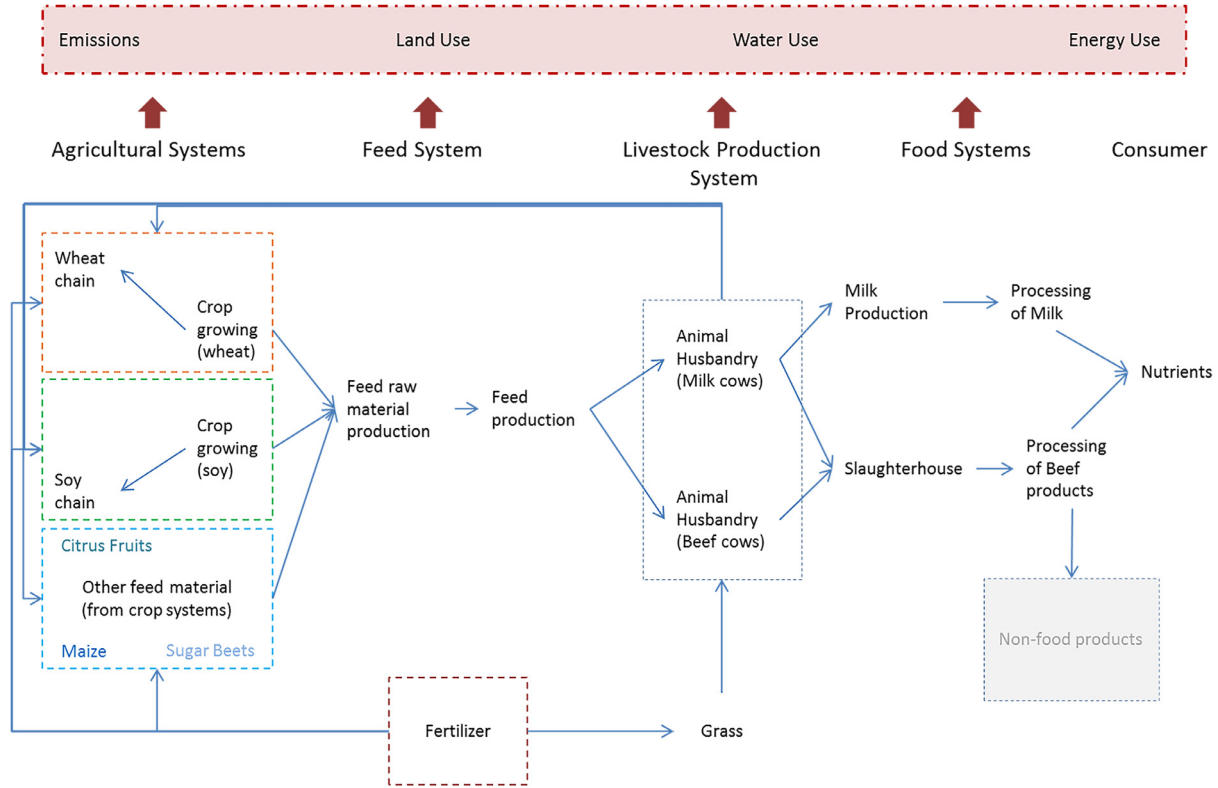 Emissions
Land Use
Water Use
Energy Use
Agricultural Systems
Feed System
Livestock Production
System
Food Systems
Consumer
Wheat
chain
Crop
growing
(wheat)
Crop
growing
(soy)
Soy
chain
Citrus Fruits
Other feed material
(from crop systems)
Maize
Sugar Beets
Feed raw
material
production
Feed
production
Animal
Husbandry
(Milk cows)
Animal
Husbandry
(Beef cows)
Milk
Production
Processing
of Milk
Nutrients
Slaughterhouse
Processing
of Beef
products
Non-food products
Fertilizer
Grass